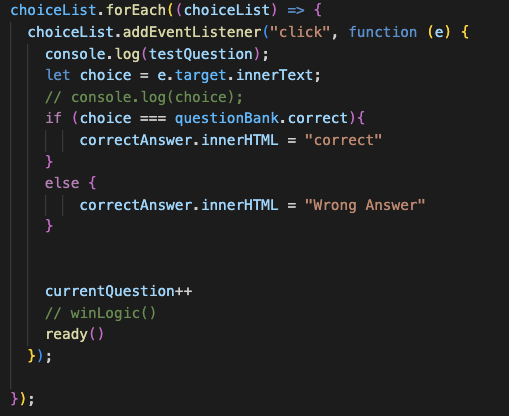 choiceList.forEach((choiceList) => {
choiceList.addEventListener("click", function (e) {
console.log(testQuestion);
let choice = e.target.innerText;
// console.log(choice);
if (choice === questionBank.correct){
correctAnswer.innerHTML = "correct"
}
else {
correctAnswer.innerHTML = "Wrong Answer"
}
currentQuestion++
// winLogic()
ready()
});
});